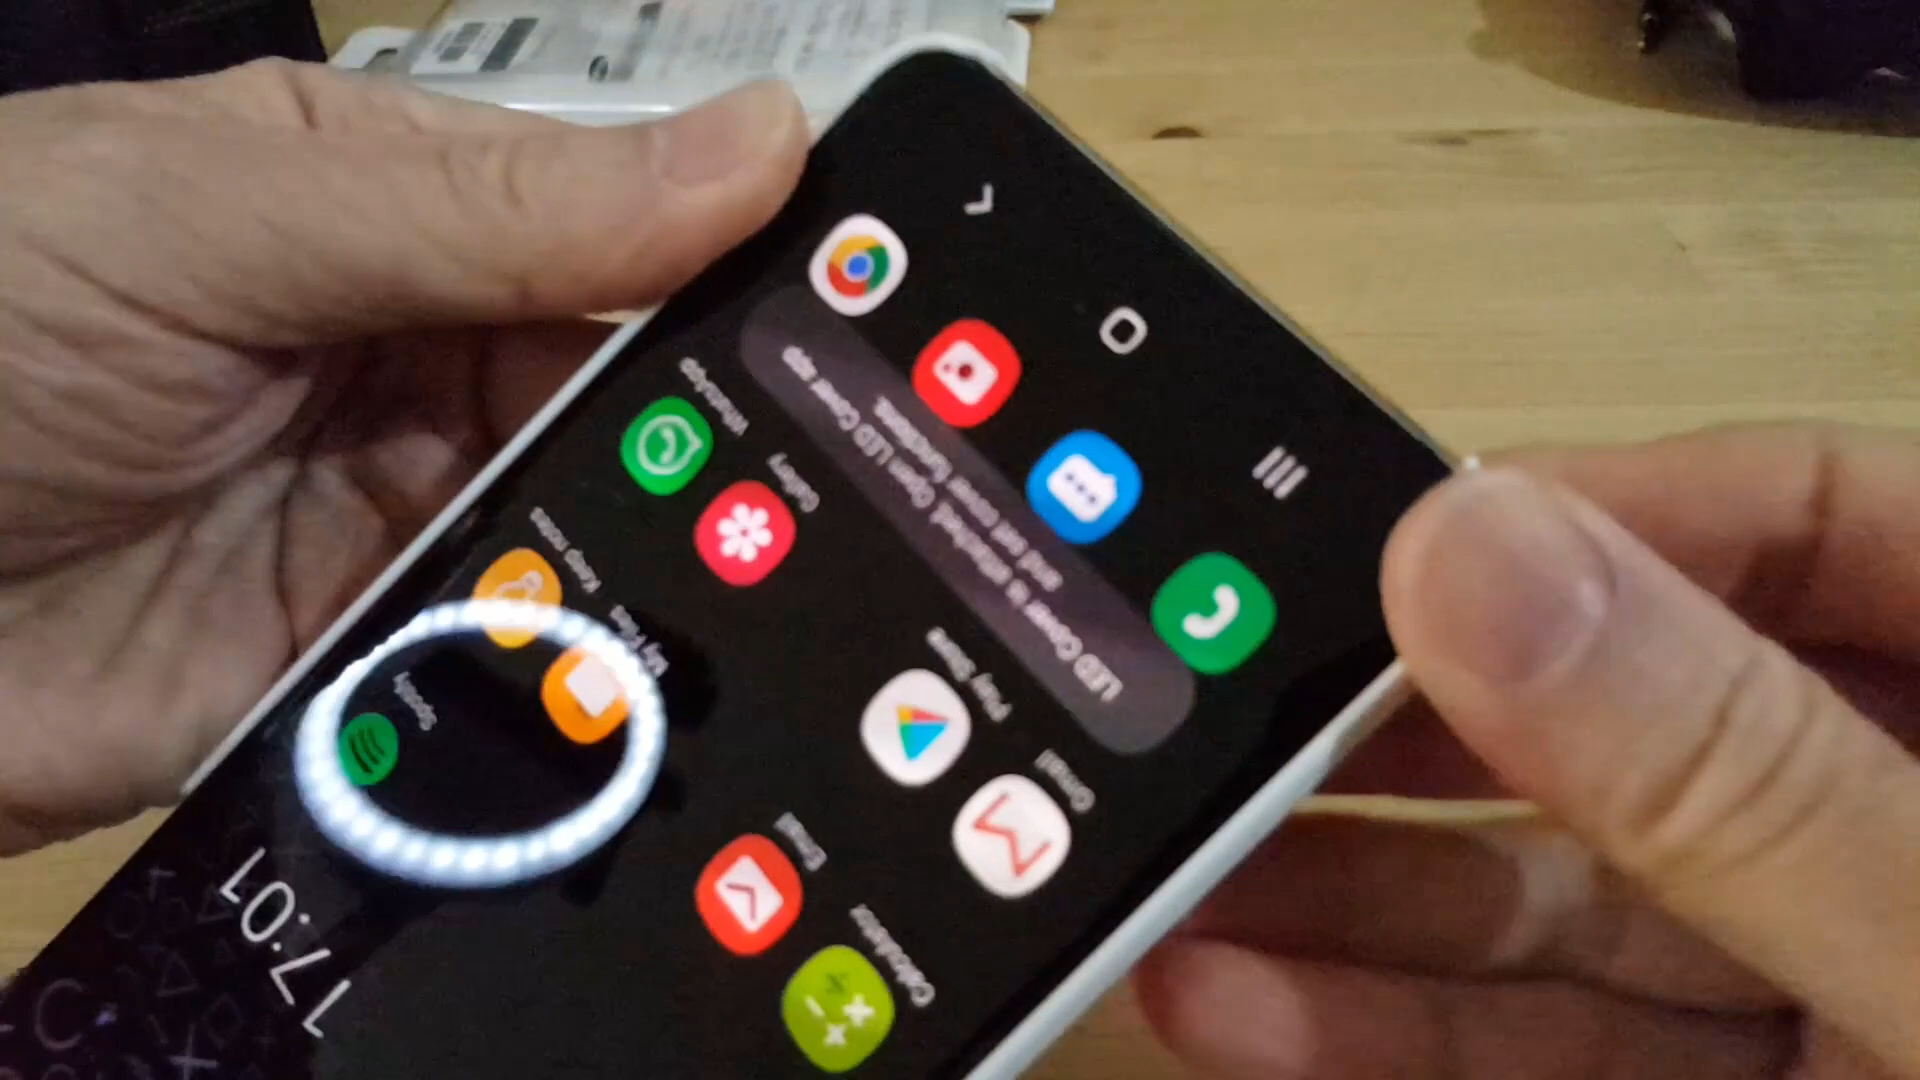 17:01
Spotify
Keep notes
WhatsApp
My Files
Gallery
Email
Play Store
Calculator
Gmail
LED Cover is attached. Open LED Cover app
and set cover functions.